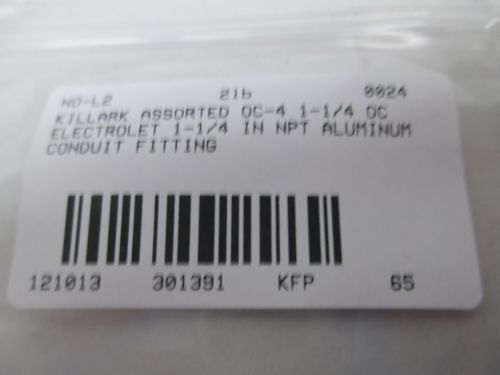 NO-L2 216 0024
KILLARK ASSORTED OC-4 1-1/4 OC
ELECTROLET 1-1/4 IN NPT ALUMINUM
CONDUIT FITTING
121013 301391 KFP 65